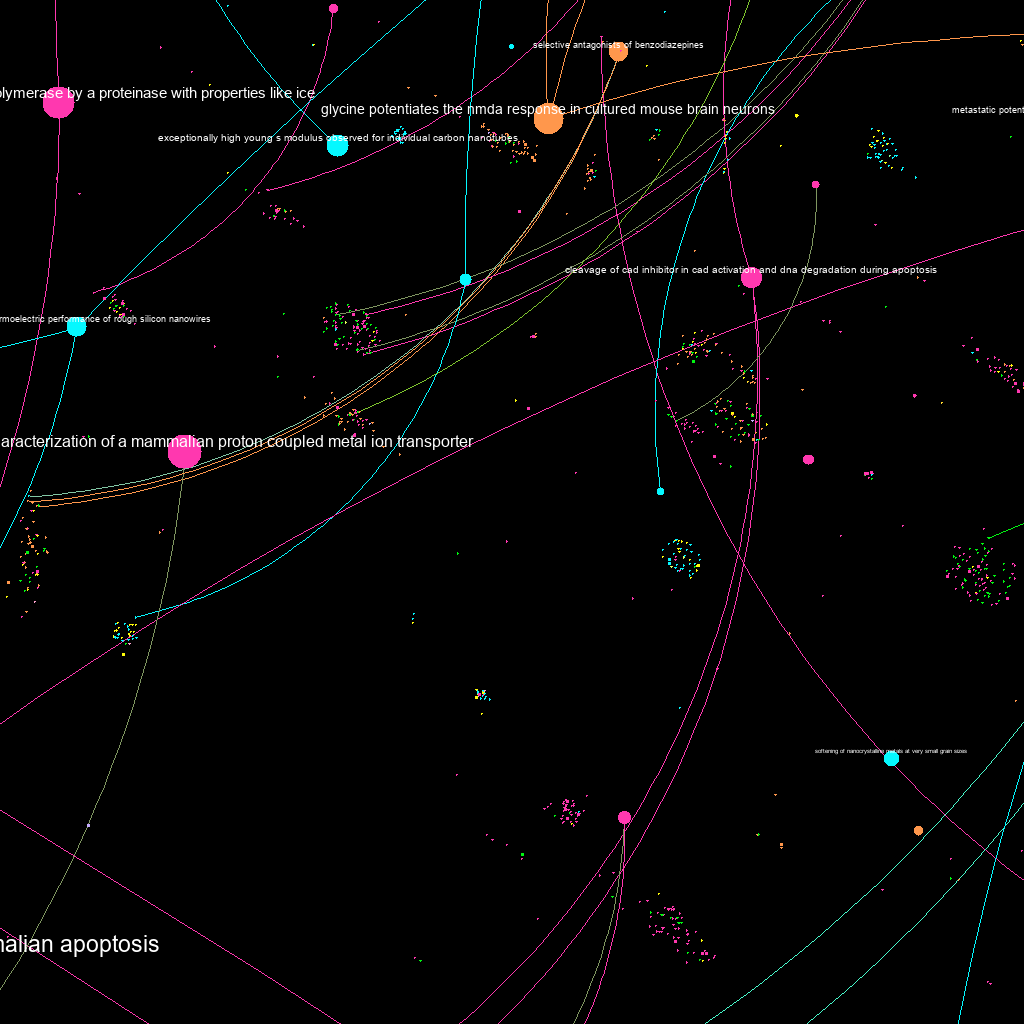 selective antagonists of benzodiazepines
olymerase by a proteinase with properties like ice
glycine potentiates the nmda response in cultured mouse brain neurons
metastatic potent
exceptionally high young s modulus observed for individual carbon nanotubes
cleavage of cad inhibitor in cad activation and dna degradation during apoptosis
rmoelectric performance of rough silicon nanowires
aracterization of a mammalian proton coupled metal ion transporter
softening of nanocrystalline metals at very small grain sizes
nalian apoptosis